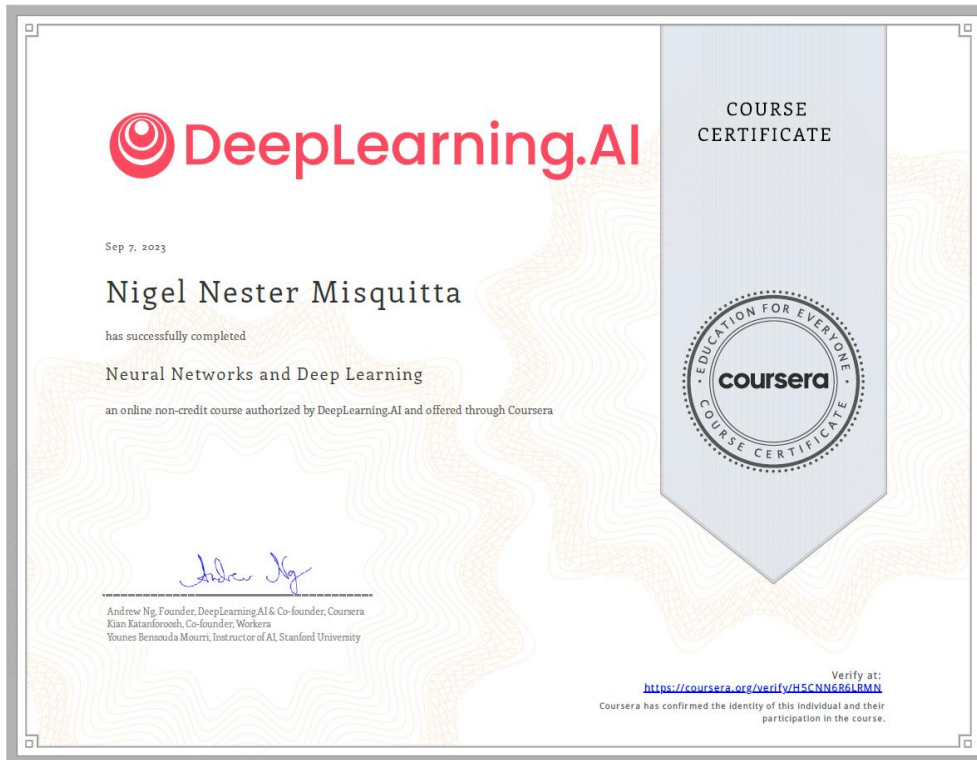 DeepLearning.AI
COURSE
CERTIFICATE
Sep 7, 2023
Nigel Nester Misquitta
has successfully completed
Neural Networks and Deep Learning
an online non-credit course authorized by DeepLearning.AI and offered through Coursera
EDUCATION FOR EVERYONE
coursera
COURSE CERTIFICATE
Andrew Ng
Andrew Ng, Founder, DeepLearning.AI & Co-founder, Coursera
Kian Katanforoosh, Co-founder, Workera
Younes Bensouda Mourri, Instructor of AI, Stanford University
Verify at:
https://coursera.org/verify/H5CNN6R6LRMN
Coursera has confirmed the identity of this individual and their
participation in the course.